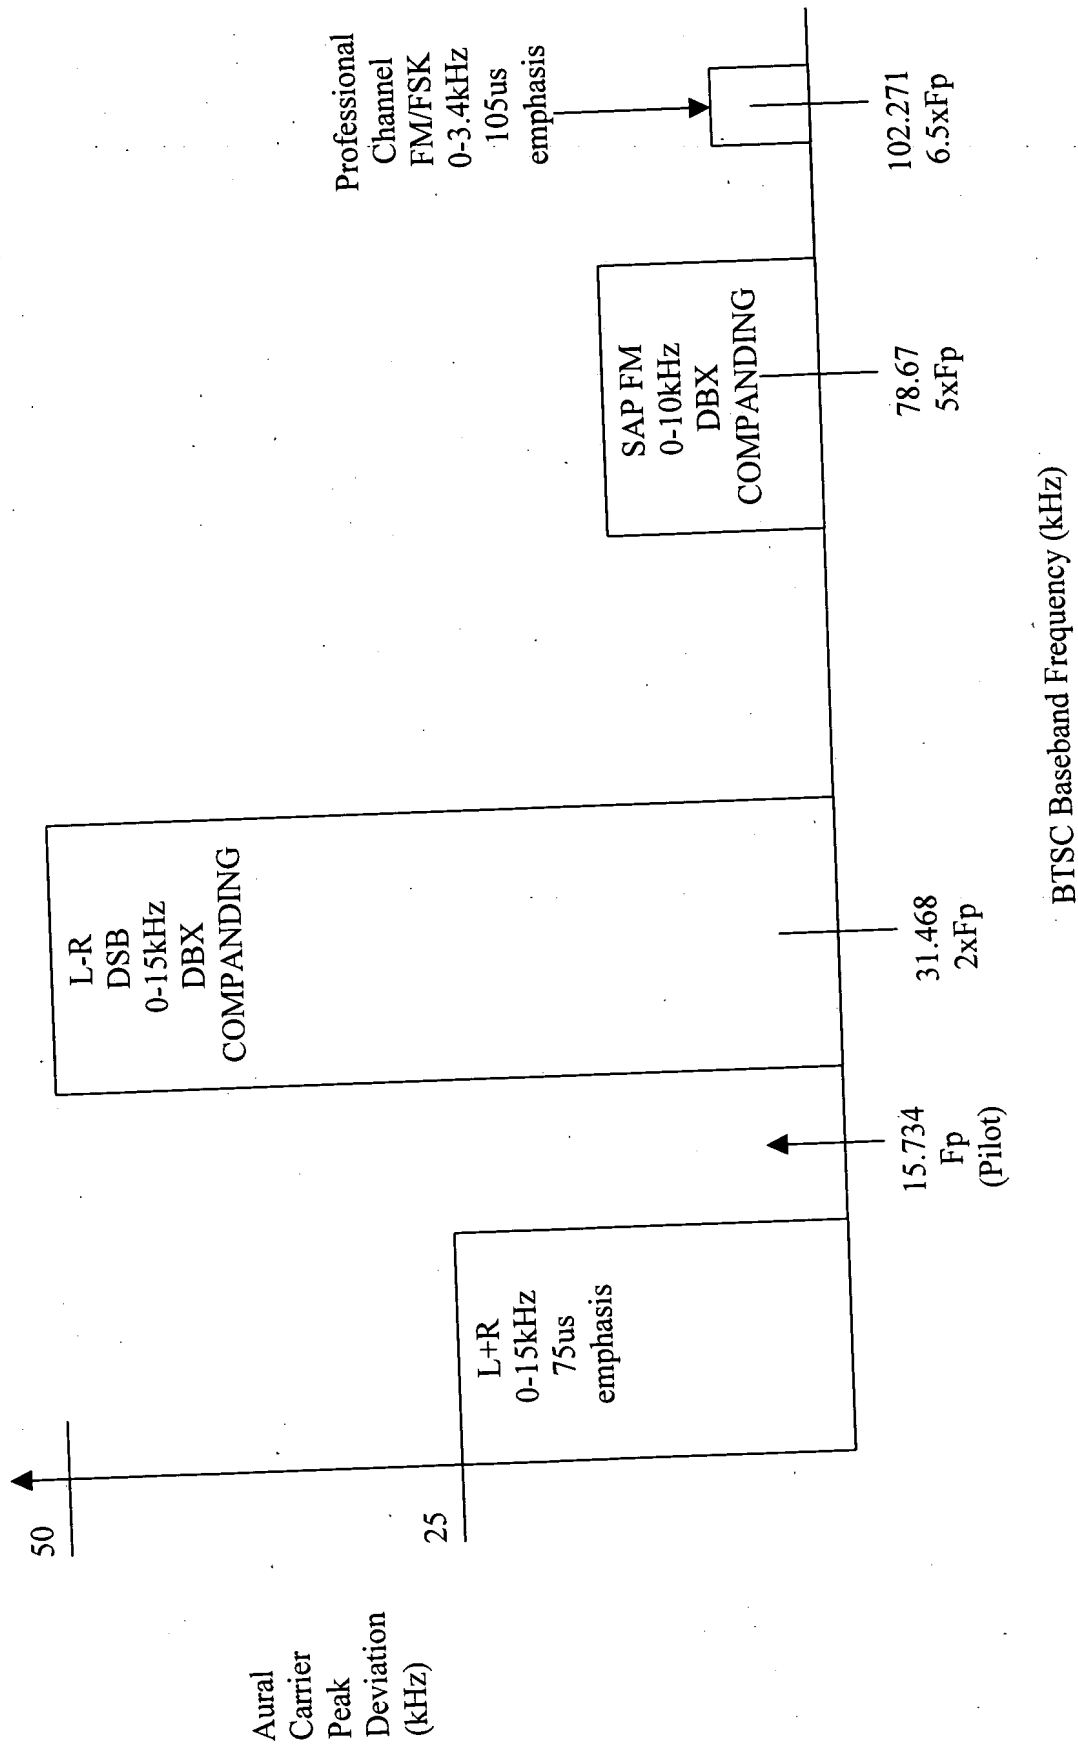 Aural
Carrier
Peak
Deviation
(kHz)
50
25
L+R
0-15kHz
75us
emphasis
L-R
DSB
0-15kHz
DBX
COMPANDING
SAP FM
0-10kHz
DBX
COMPANDING
Professional
Channel
FM/FSK
0-3.4kHz
105us
emphasis
15.734
Fp
(Pilot)
31.468
2xFp
78.67
5xFp
102.271
6.5xFp
BTSC Baseband Frequency (kHz)